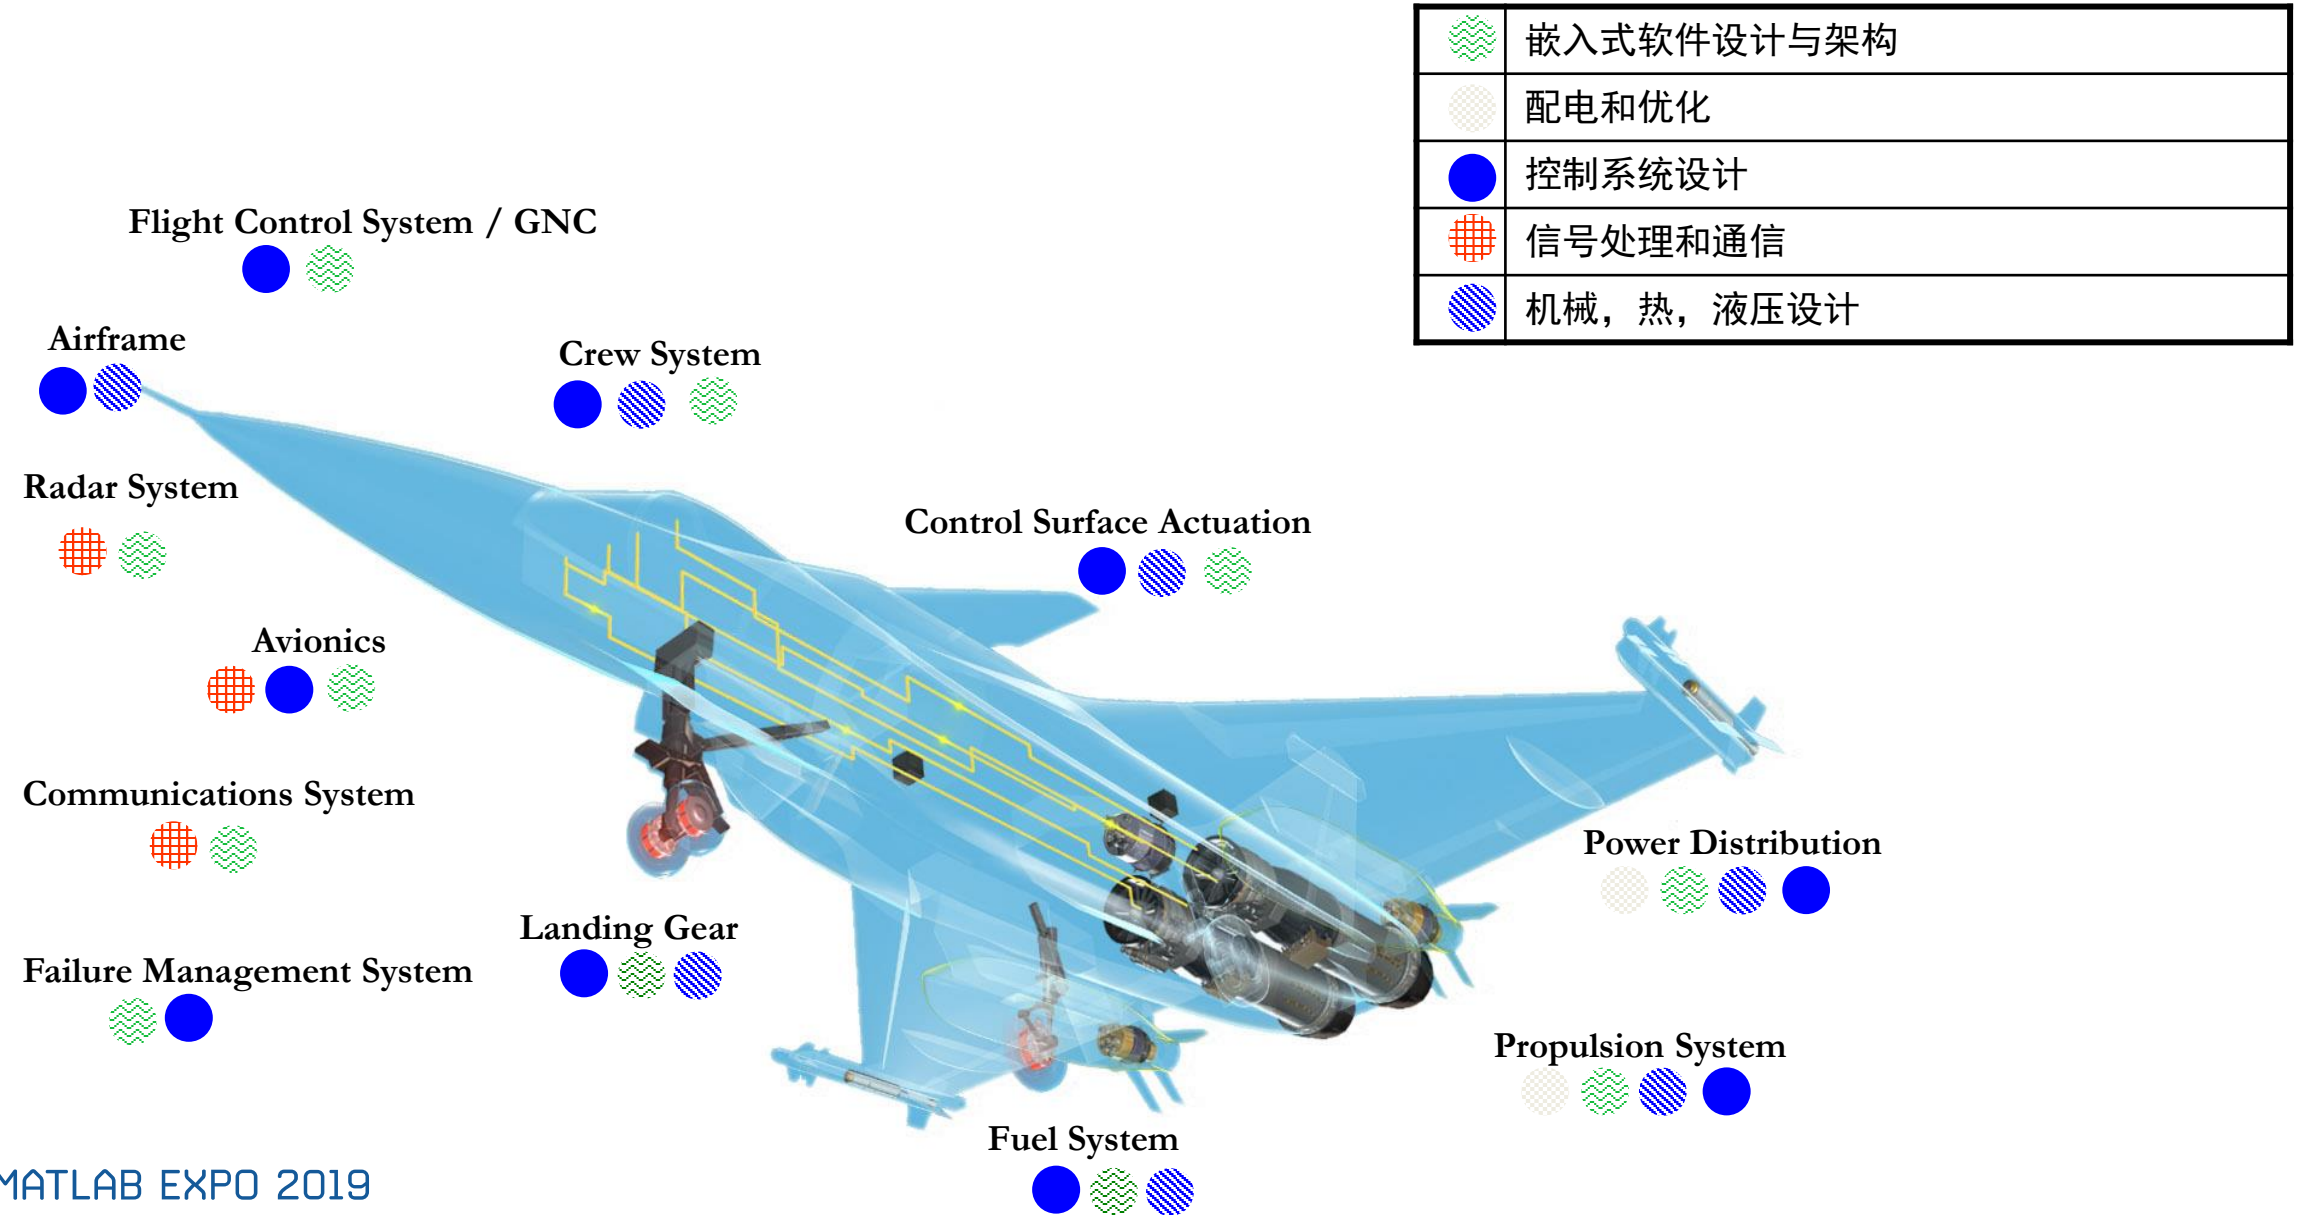 嵌入式软件设计与架构
配电和优化
控制系统设计
信号处理和通信
机械，热，液压设计
Flight Control System / GNC
Airframe
Crew System
Radar System
Control Surface Actuation
Avionics
Communications System
Power Distribution
Landing Gear
Failure Management System
Propulsion System
Fuel System
MATLAB EXPO 2019